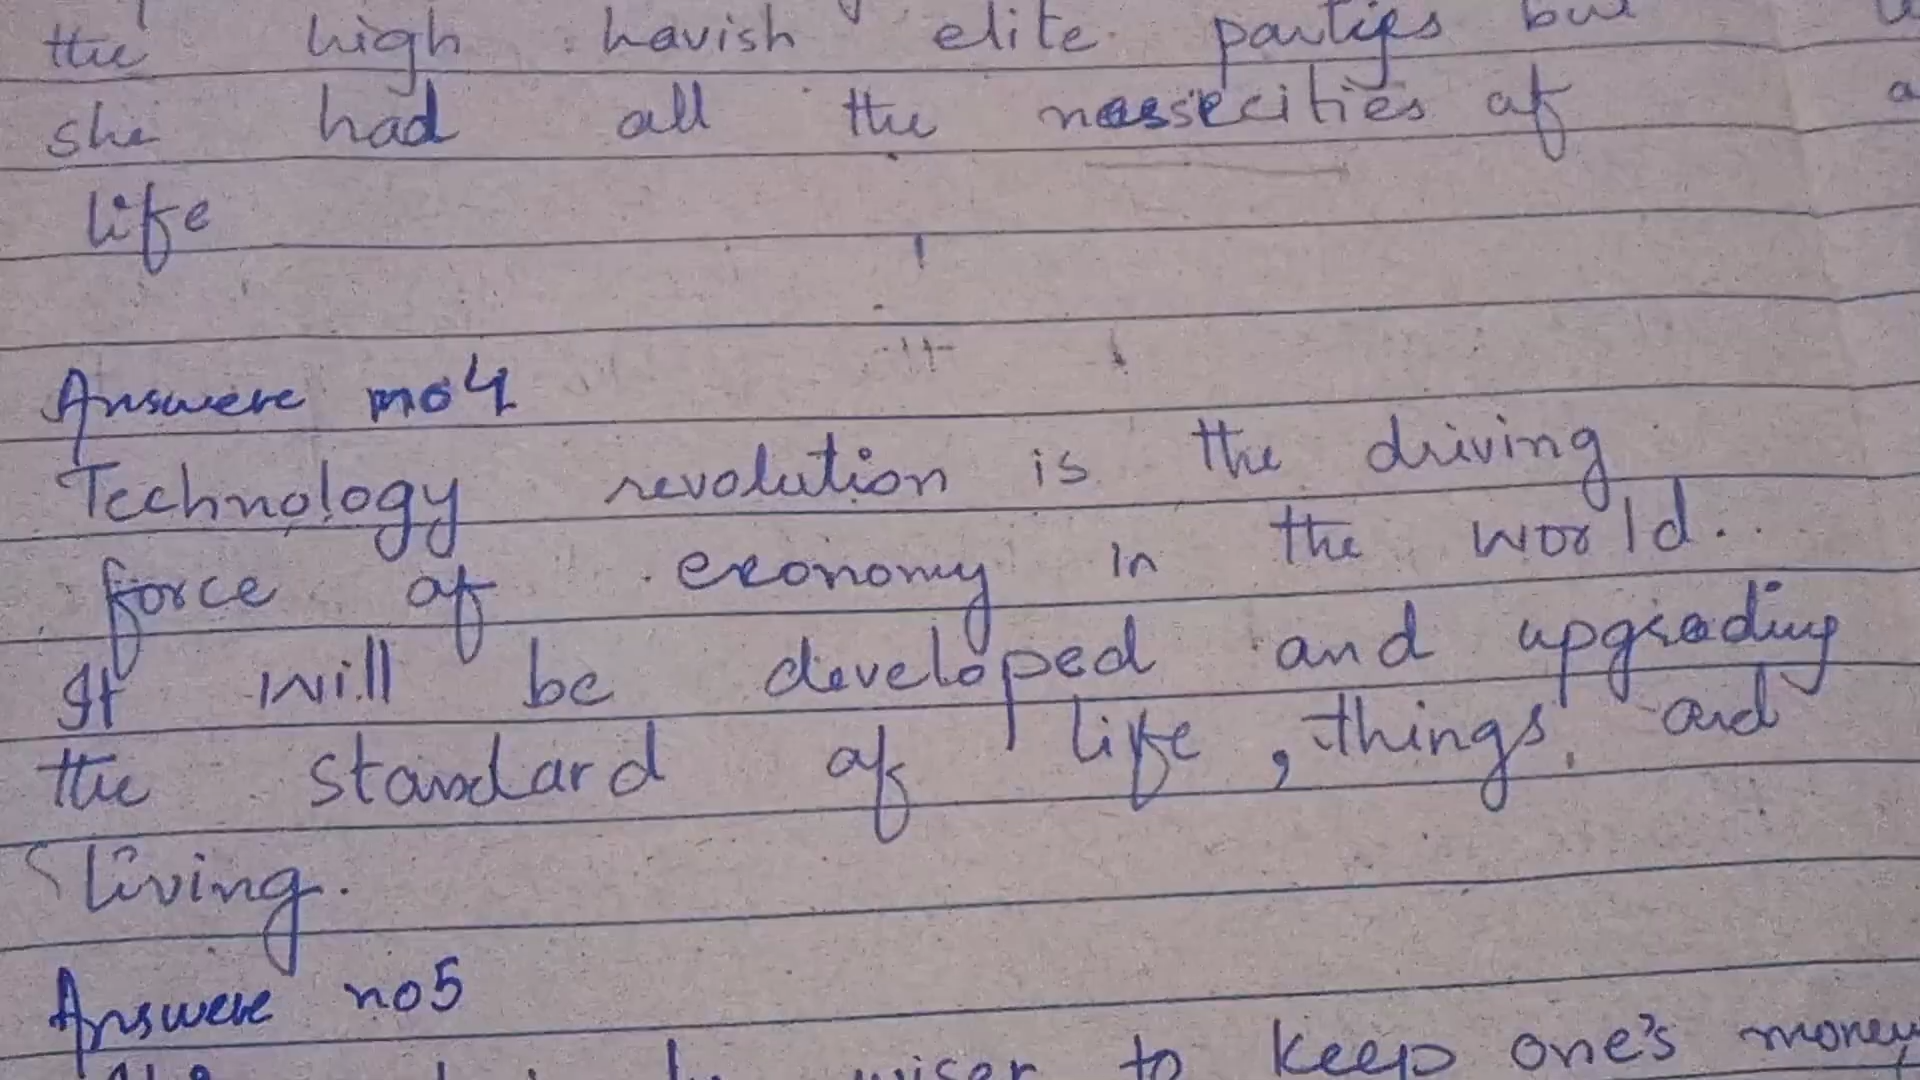 the high lavish elite parties but
she had all the nessecities of a
life
Answere no 4
Technology revolution is the driving
force of economy in the world..
It will be developed and upgrading
the standard of life, things, and
living.
Answere no5
wiser to keep one's money